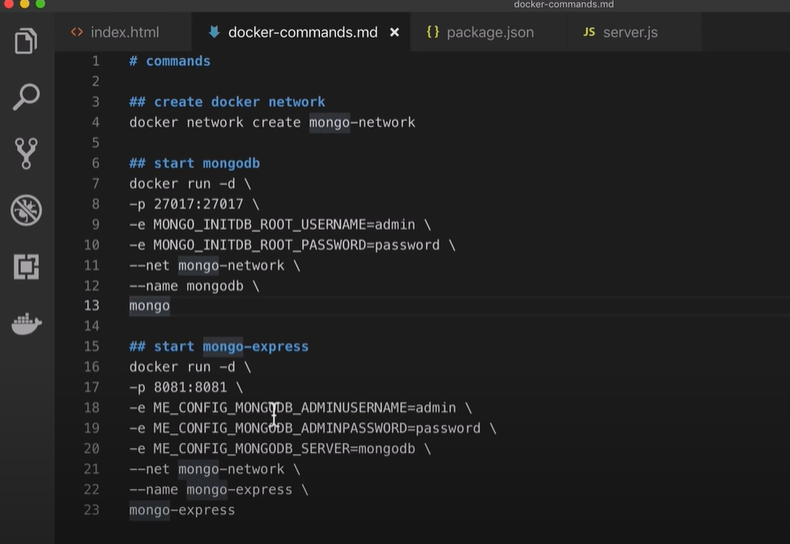 docker-commands.md
index.html
docker-commands.md ×
{} package.json
JS server.js
1 # commands
2
3 ## create docker network
4 docker network create mongo-network
5
6 ## start mongodb
7 docker run -d \
8 -p 27017:27017 \
9 -e MONGO_INITDB_ROOT_USERNAME=admin \
10 -e MONGO_INITDB_ROOT_PASSWORD=password \
11 --net mongo-network \
12 --name mongodb \
13 mongo
14
15 ## start mongo-express
16 docker run -d \
17 -p 8081:8081 \
18 -e ME_CONFIG_MONGODB_ADMINUSERNAME=admin \
19 -e ME_CONFIG_MONGODB_ADMINPASSWORD=password \
20 -e ME_CONFIG_MONGODB_SERVER=mongodb \
21 --net mongo-network \
22 --name mongo-express \
23 mongo-express